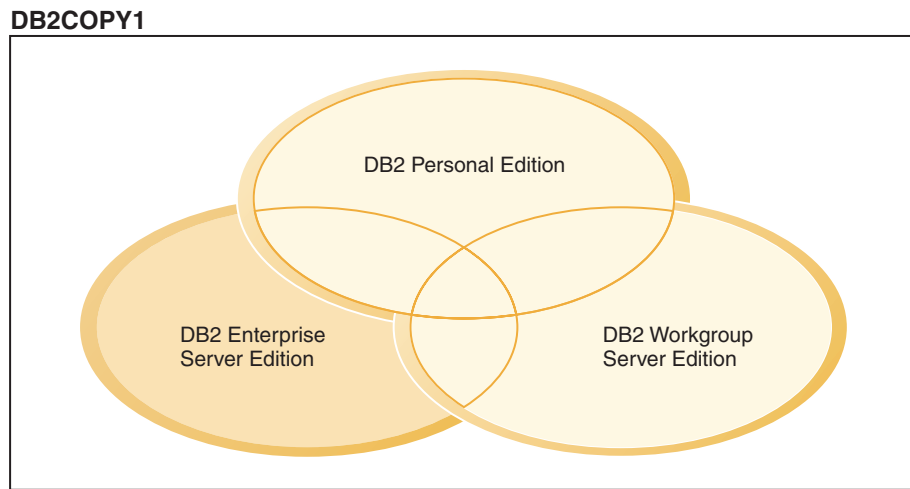 DB2COPY1
DB2 Personal Edition
DB2 Enterprise
Server Edition
DB2 Workgroup
Server Edition